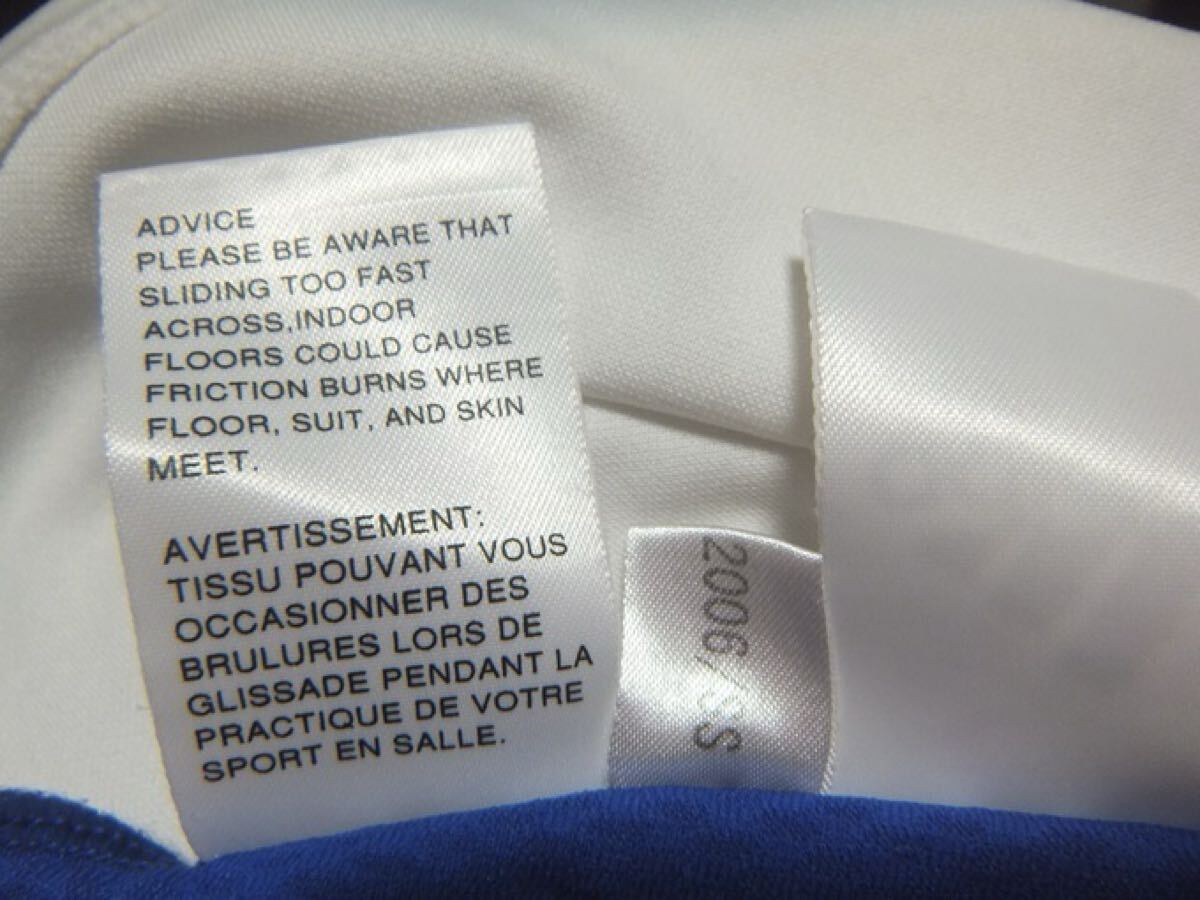 ADVICE
PLEASE BE AWARE THAT
SLIDING TOO FAST
ACROSS,INDOOR
FLOORS COULD CAUSE
FRICTION BURNS WHERE
FLOOR, SUIT, AND SKIN
MEET.
AVERTISSEMENT:
TISSU POUVANT VOUS
OCCASIONNER DES
BRULURES LORS DE
GLISSADE PENDANT LA
PRACTIQUE DE VOTRE
SPORT EN SALLE.
2006/SS